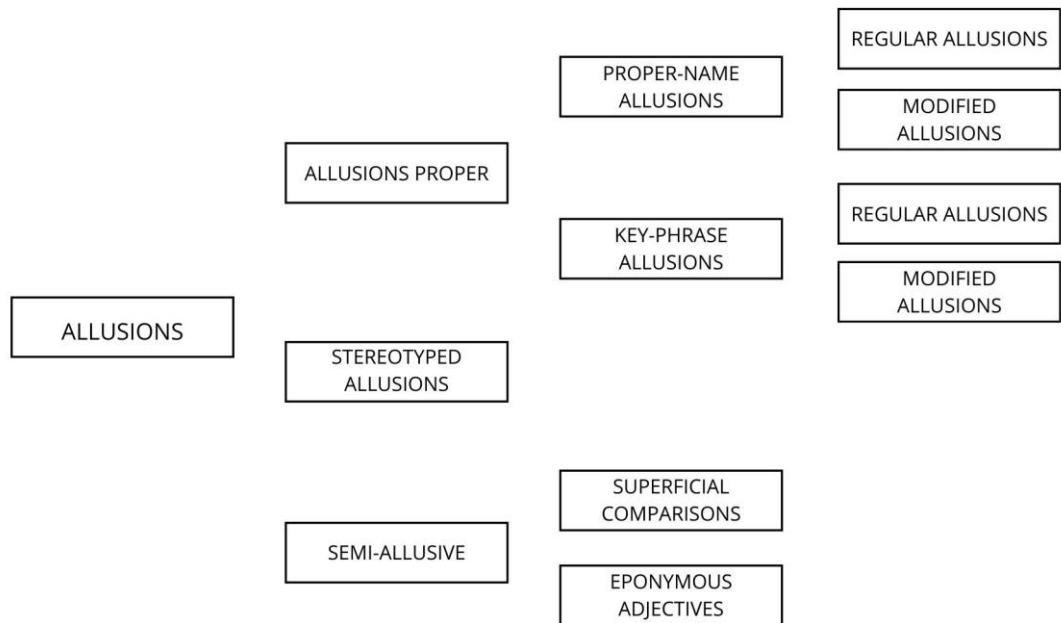 REGULAR ALLUSIONS
PROPER-NAME
ALLUSIONS
MODIFIED
ALLUSIONS
ALLUSIONS PROPER
REGULAR ALLUSIONS
KEY-PHRASE
ALLUSIONS
MODIFIED
ALLUSIONS
ALLUSIONS
STEREOTYPED
ALLUSIONS
SUPERFICIAL
COMPARISONS
SEMI-ALLUSIVE
EPONYMOUS
ADJECTIVES